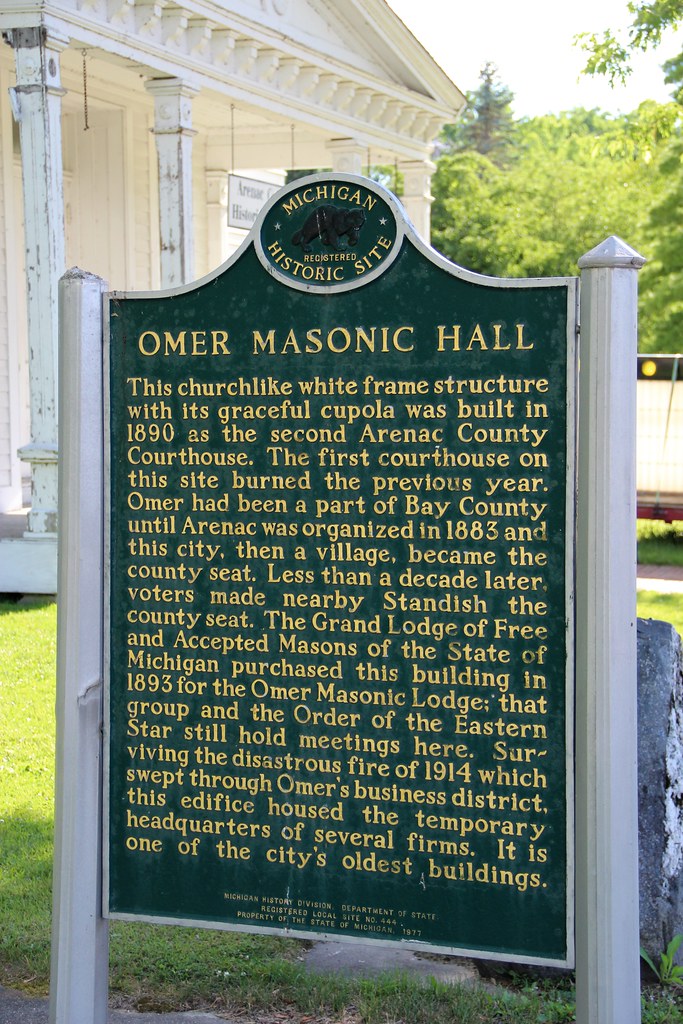 Arenac
Histori
MICHIGAN
REGISTERED
HISTORIC SITE
OMER MASONIC HALL
This churchlike white frame structure
with its graceful cupola was built in
1890 as the second Arenac County
Courthouse. The first courthouse on
this site burned the previous year.
Omer had been a part of Bay County
until Arenac was organized in 1883 and
this city, then a village, became the
county seat. Less than a decade later,
voters made nearby Standish the
county seat. The Grand Lodge of Free
and Accepted Masons of the State of
Michigan purchased this building in
1893 for the Omer Masonic Lodge; that
group and the Order of the Eastern
Star still hold meetings here. Sur-
viving the disastrous fire of 1914 which
swept through Omer's business district,
this edifice housed the temporary
headquarters of several firms. It is
one of the city's oldest buildings.
MICHIGAN HISTORY DIVISION, DEPARTMENT OF STATE
REGISTERED LOCAL SITE NO. 444
PROPERTY OF THE STATE OF MICHIGAN, 1977